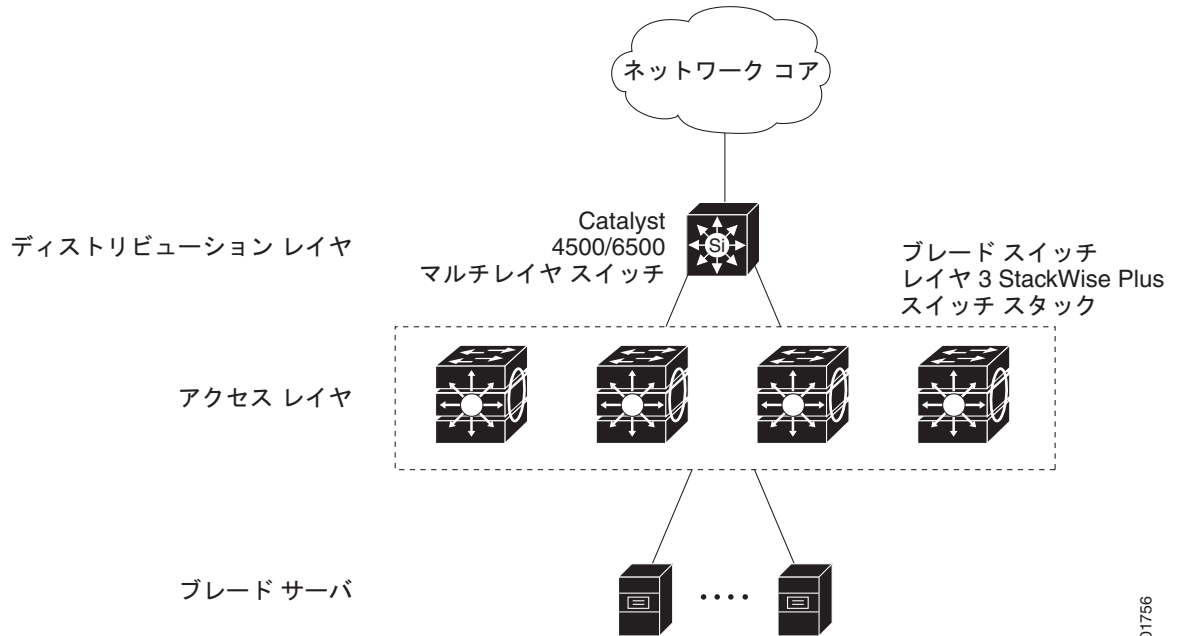 ネットワーク コア
Catalyst
4500/6500
マルチレイヤ スイッチ
ディストリビューション レイヤ
Si
ブレード スイッチ
レイヤ 3 StackWise Plus
スイッチ スタック
アクセス レイヤ
ブレード サーバ